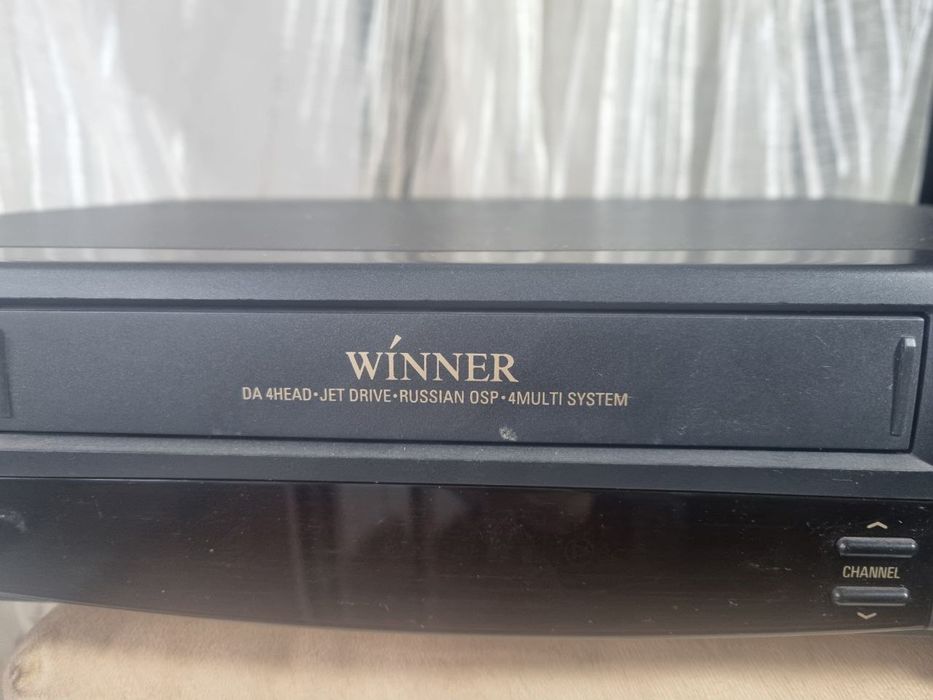 WÍNNER
DA 4HEAD•JET DRIVE•RUSSIAN OSP•4MULTI SYSTEM
CHANNEL